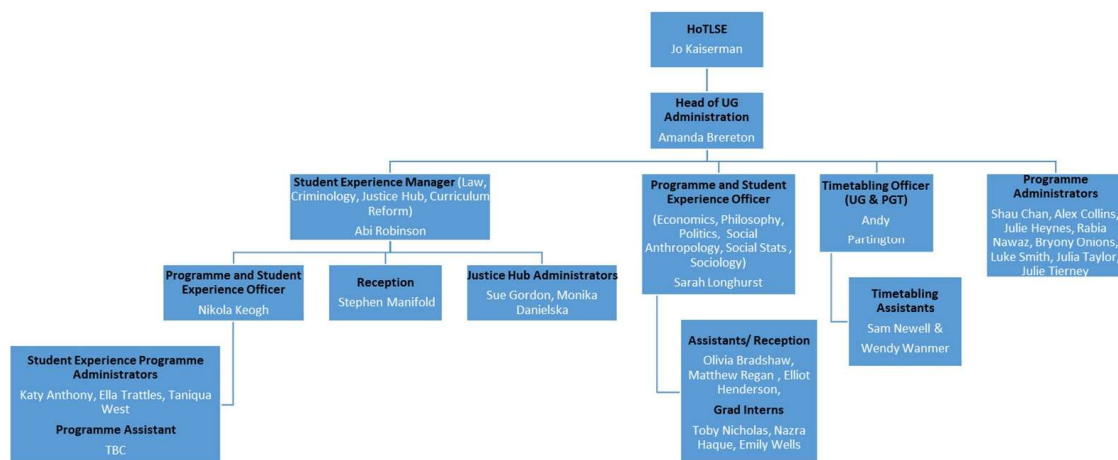 HoTLSE
Jo Kaiserman
Head of UG
Administration
Amanda Brereton
Student Experience Manager (Law,
Criminology, Justice Hub, Curriculum
Reform)
Abi Robinson
Programme and Student
Experience Officer
(Economics, Philosophy,
Politics, Social
Anthropology, Social Stats ,
Sociology)
Sarah Longhurst
Timetabling Officer
(UG & PGT)
Andy
Partington
Programme
Administrators
Shau Chan, Alex Collins,
Julie Heynes, Rabia
Nawaz, Bryony Onions,
Luke Smith, Julia Taylor,
Julie Tierney
Programme and Student
Experience Officer
Nikola Keogh
Reception
Stephen Manifold
Justice Hub Administrators
Sue Gordon, Monika
Danielska
Timetabling
Assistants
Sam Newell &
Wendy Wanmer
Assistants/ Reception
Olivia Bradshaw,
Matthew Regan , Elliot
Henderson,
Grad Interns
Toby Nicholas, Nazra
Haque, Emily Wells
Student Experience Programme
Administrators
Katy Anthony, Ella Trattles, Taniqua
West
Programme Assistant
TBC